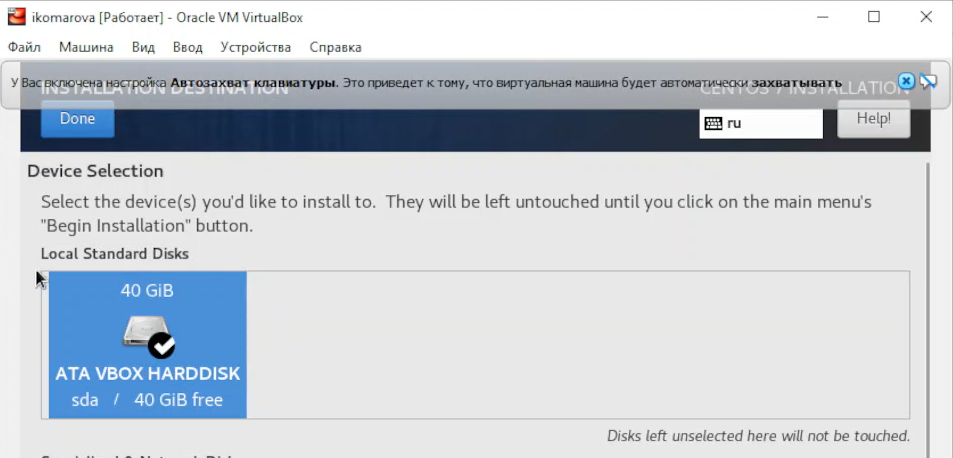 ikomarova [Работает] - Oracle VM VirtualBox
Файл Машина Вид Ввод Устройства Справка
У Вас включена настройка Автозахват клавиатуры. Это приведет к тому, что виртуальная машина будет автоматически захватывать
INSTALLATION DESTINATION CENTOS 7 INSTALLATION
Done ru Help!
Device Selection
Select the device(s) you'd like to install to. They will be left untouched until you click on the main menu's
"Begin Installation" button.
Local Standard Disks
40 GiB
ATA VBOX HARDDISK
sda / 40 GiB free
Disks left unselected here will not be touched.